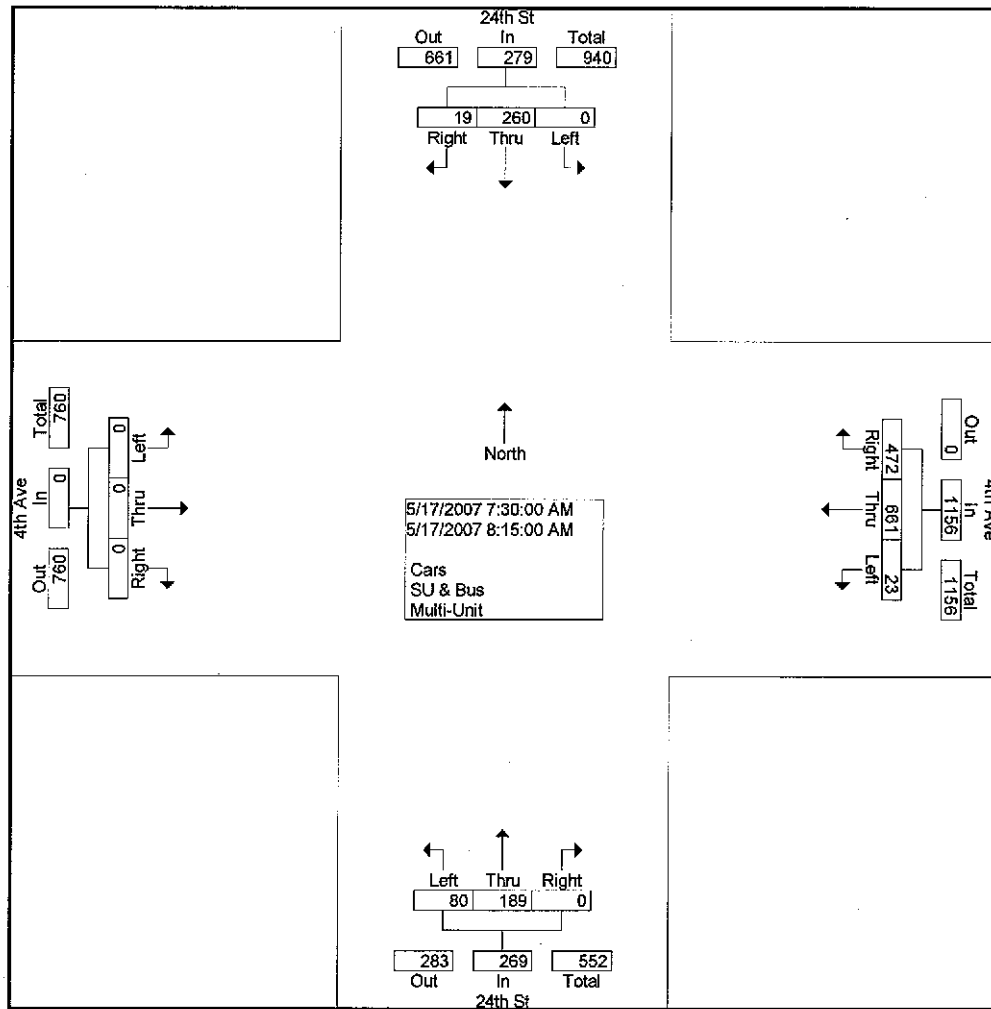 24th St
Out In Total
661 279 940
19 260 0
Right Thru Left
4th Ave
Total In Out
760 0 760
0 0 0
Left Thru Right
North
5/17/2007 7:30:00 AM
5/17/2007 8:15:00 AM
Cars
SU & Bus
Multi-Unit
Right Thru Left
472 661 23
Out In Total
0 1156 1156
4th Ave
Left Thru Right
80 189 0
283 269 552
Out In Total
24th St